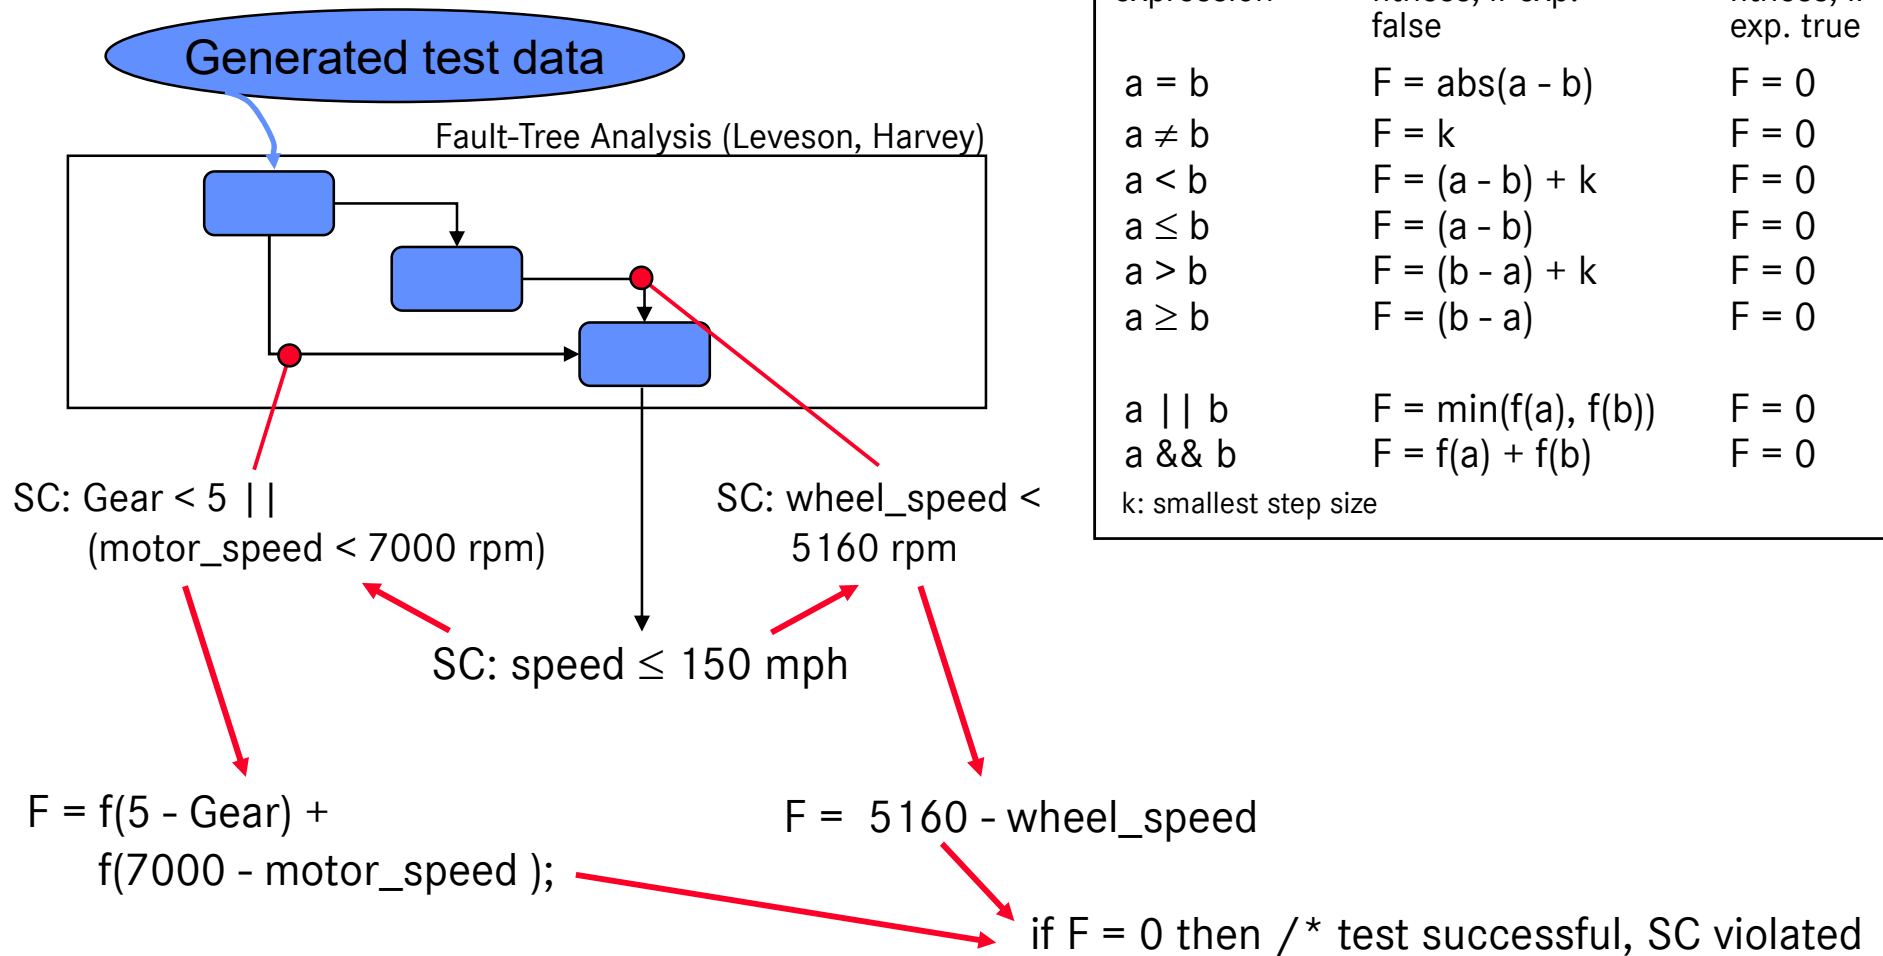 Generated test data
Fault-Tree Analysis (Leveson, Harvey)
SC: Gear < 5 ||
(motor_speed < 7000 rpm)
SC: wheel_speed <
5160 rpm
SC: speed ≤ 150 mph
F = f(5 - Gear) +
f(7000 - motor_speed );
F = 5160 - wheel_speed
if F = 0 then /* test successful, SC violated
false exp. true
a = b F = abs(a - b) F = 0
a ≠ b F = k F = 0
a < b F = (a - b) + k F = 0
a ≤ b F = (a - b) F = 0
a > b F = (b - a) + k F = 0
a ≥ b F = (b - a) F = 0
a || b F = min(f(a), f(b)) F = 0
a && b F = f(a) + f(b) F = 0
k: smallest step size